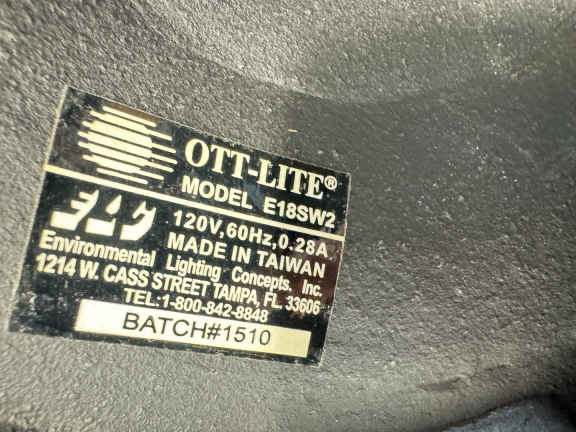 OTT-LITE®
MODEL E18SW2
120V,60Hz,0.28A
MADE IN TAIWAN
Environmental Lighting Concepts. Inc.
1214 W. CASS STREET TAMPA, FL. 33606
TEL:1-800-842-8848
BATCH#1510